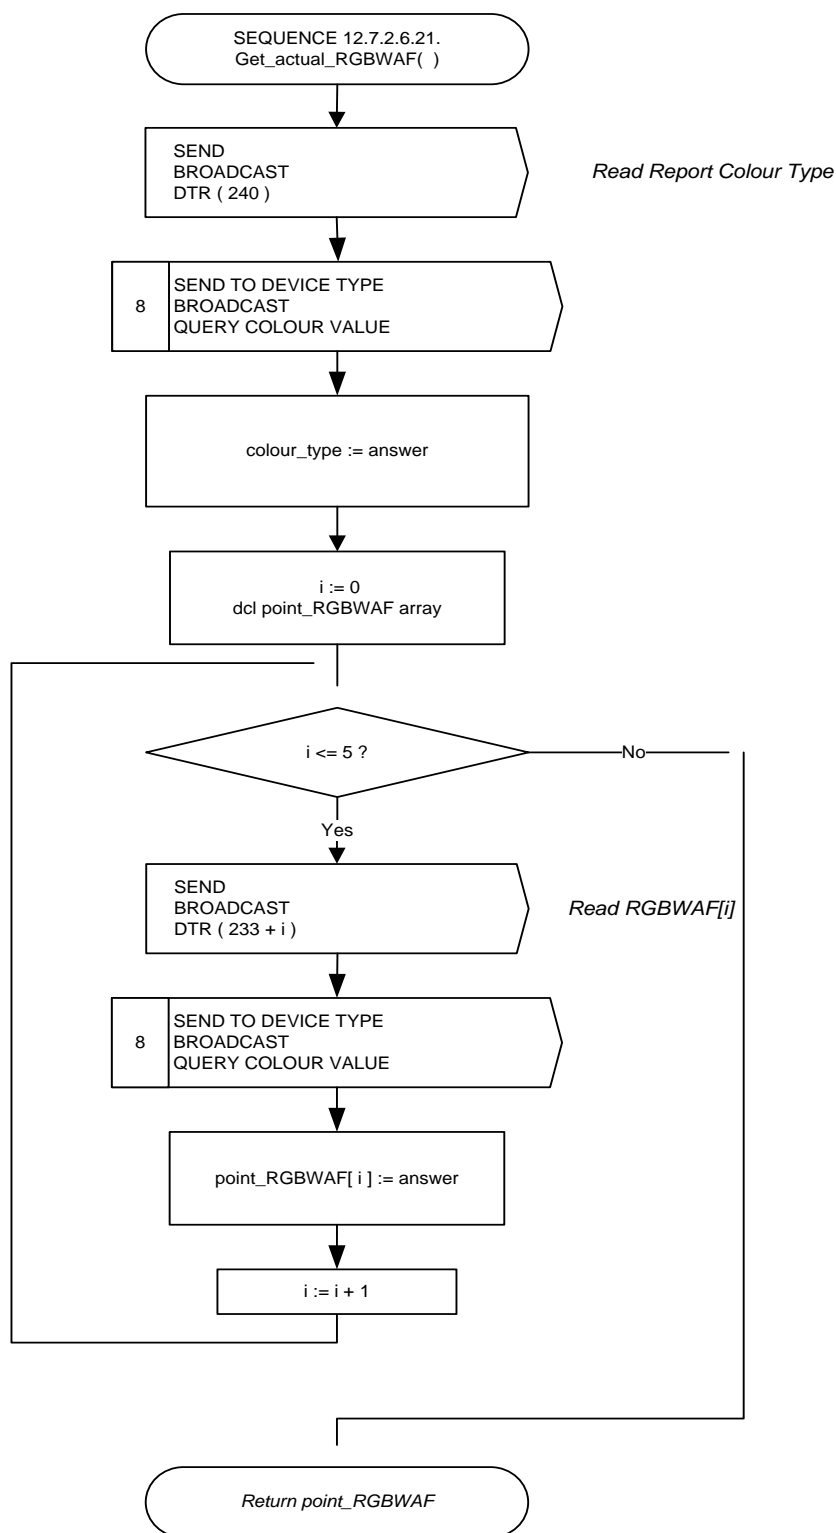 SEQUENCE 12.7.2.6.21.
Get_actual_RGBWAF(  )
SEND
BROADCAST
DTR ( 240 )
Read Report Colour Type
8
SEND TO DEVICE TYPE
BROADCAST
QUERY COLOUR VALUE
colour_type := answer
i := 0
dcl point_RGBWAF array
i <= 5 ?
No
Yes
SEND
BROADCAST
DTR ( 233 + i )
Read RGBWAF[i]
8
SEND TO DEVICE TYPE
BROADCAST
QUERY COLOUR VALUE
point_RGBWAF[ i ] := answer
i := i + 1
Return point_RGBWAF